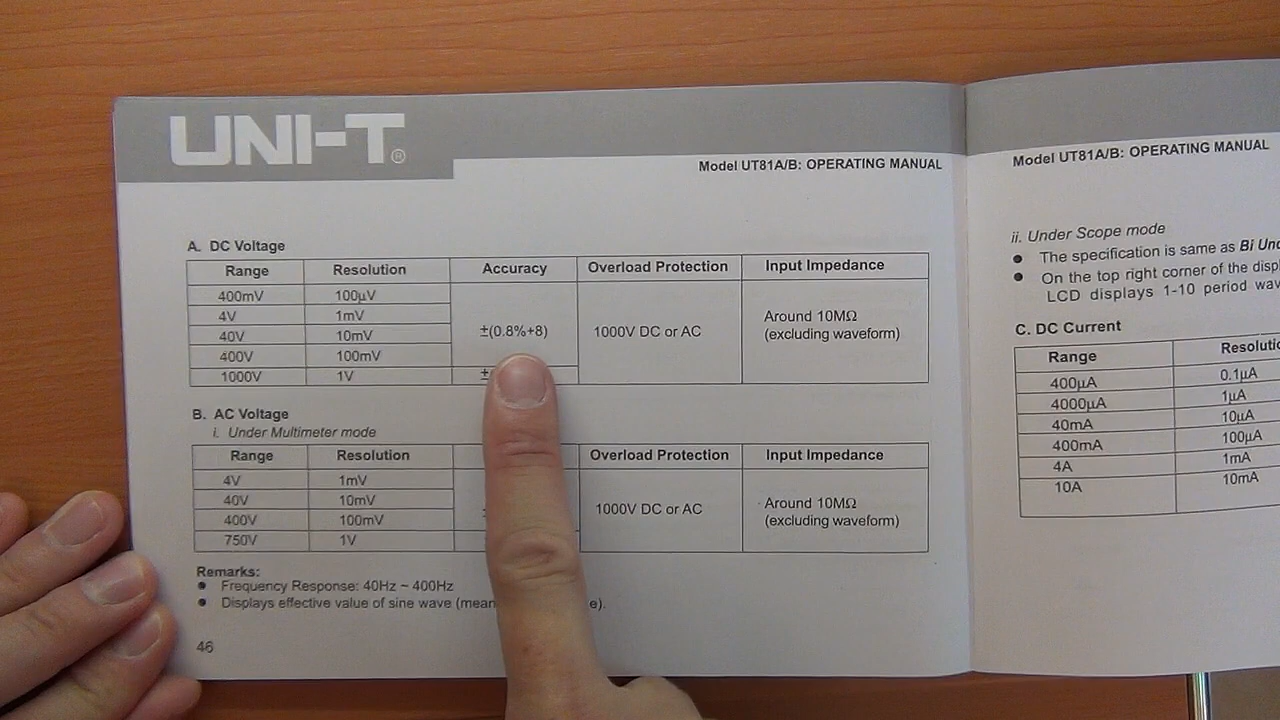 UNI-T®
Model UT81A/B: OPERATING MANUAL
A. DC Voltage
Range Resolution Accuracy Overload Protection Input Impedance
400mV 100µV
4V 1mV
40V 10mV
400V 100mV
1000V 1V
±(0.8%+8)
±
1000V DC or AC
Around 10MΩ
(excluding waveform)
B. AC Voltage
i. Under Multimeter mode
Range Resolution Overload Protection Input Impedance
4V 1mV
40V 10mV
400V 100mV
750V 1V
1000V DC or AC
Around 10MΩ
(excluding waveform)
Remarks:
● Frequency Response: 40Hz ~ 400Hz
● Displays effective value of sine wave
46
Model UT81A/B: OPERATING MANUAL
ii. Under Scope mode
● The specification is same as Bi
● On the top right corner of the
LCD displays 1-10 period
C. DC Current
Range
400µA 0.1µA
4000µA 1µA
40mA 10µA
400mA 100µA
4A 1mA
10A 10mA